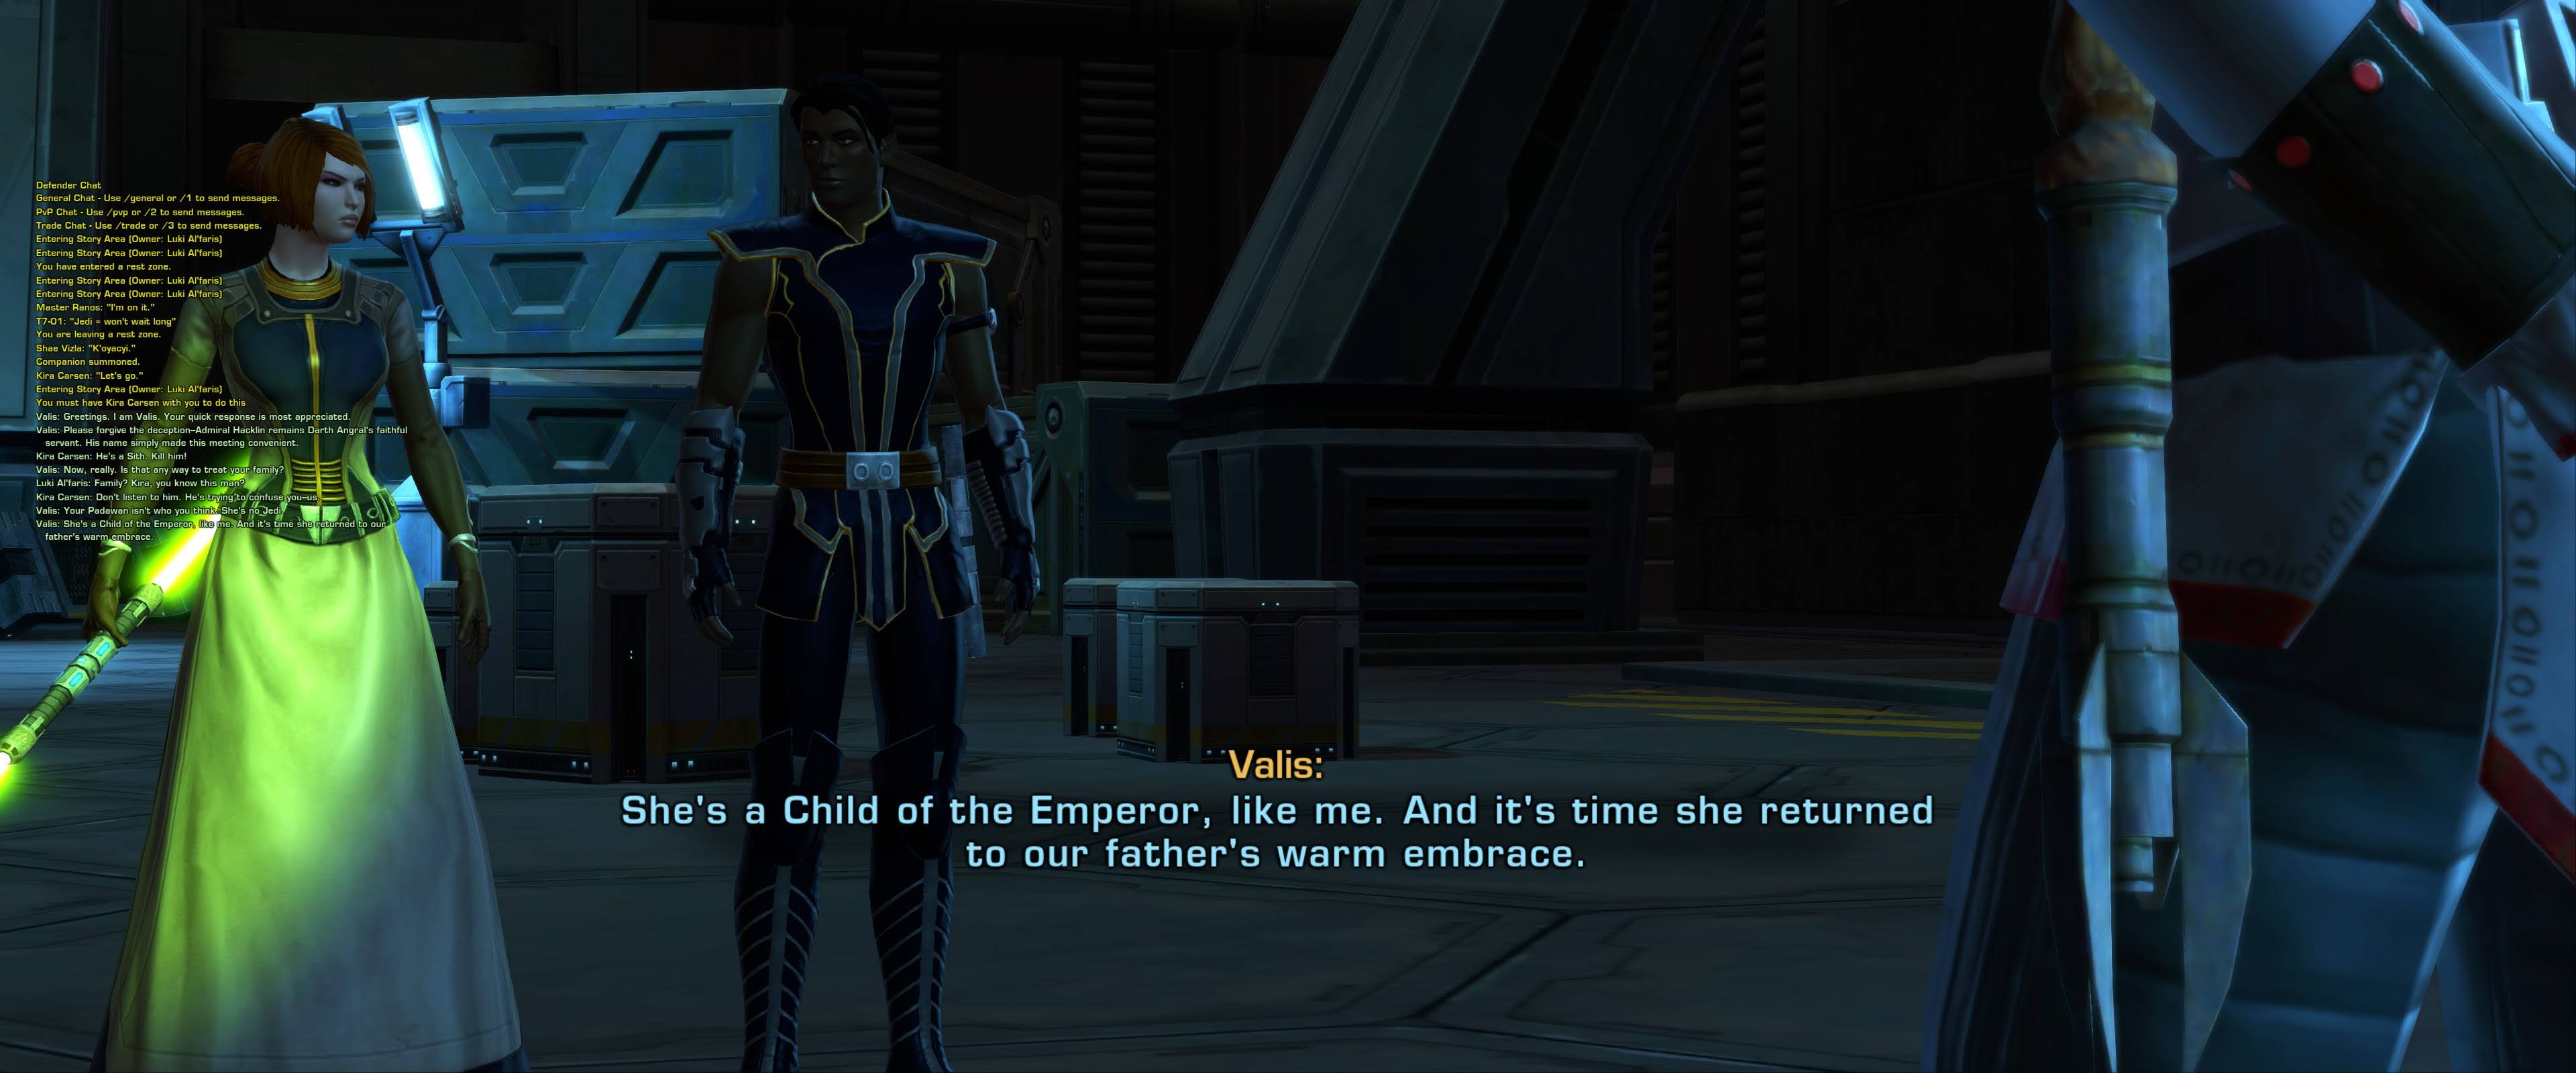 Defender Chat
General Chat - Use /general or /1 to send messages.
PvP Chat - Use /pvp or /2 to send messages.
Trade Chat - Use /trade or /3 to send messages.
Entering Story Area (Owner: Luki Al'faris)
Entering Story Area (Owner: Luki Al'faris)
You have entered a rest zone.
Entering Story Area (Owner: Luki Al'faris)
Entering Story Area (Owner: Luki Al'faris)
Master Ranos: "I'm on it."
T7-01: "Jedi = won't wait long"
You are leaving a rest zone.
Shae Vizla: "K'oyacyi."
Companion summoned.
Kira Carsen: "Let's go."
Entering Story Area (Owner: Luki Al'faris)
You must have Kira Carsen with you to do this
Valis: Greetings. I am Valis. Your quick response is most appreciated.
Valis: Please forgive the deception—Admiral Hacklin remains Darth Angral's faithful
servant. His name simply made this meeting convenient.
Kira Carsen: He's a Sith. Kill him!
Valis: Now, really. Is that any way to treat your family?
Luki Al'faris: Family? Kira, you know this man?
Kira Carsen: Don't listen to him. He's trying to confuse you—us.
Valis: Your Padawan isn't who you think. She's no Jedi.
Valis: She's a Child of the Emperor, like me. And it's time she returned to our
father's warm embrace.
Valis:
She's a Child of the Emperor, like me. And it's time she returned
to our father's warm embrace.